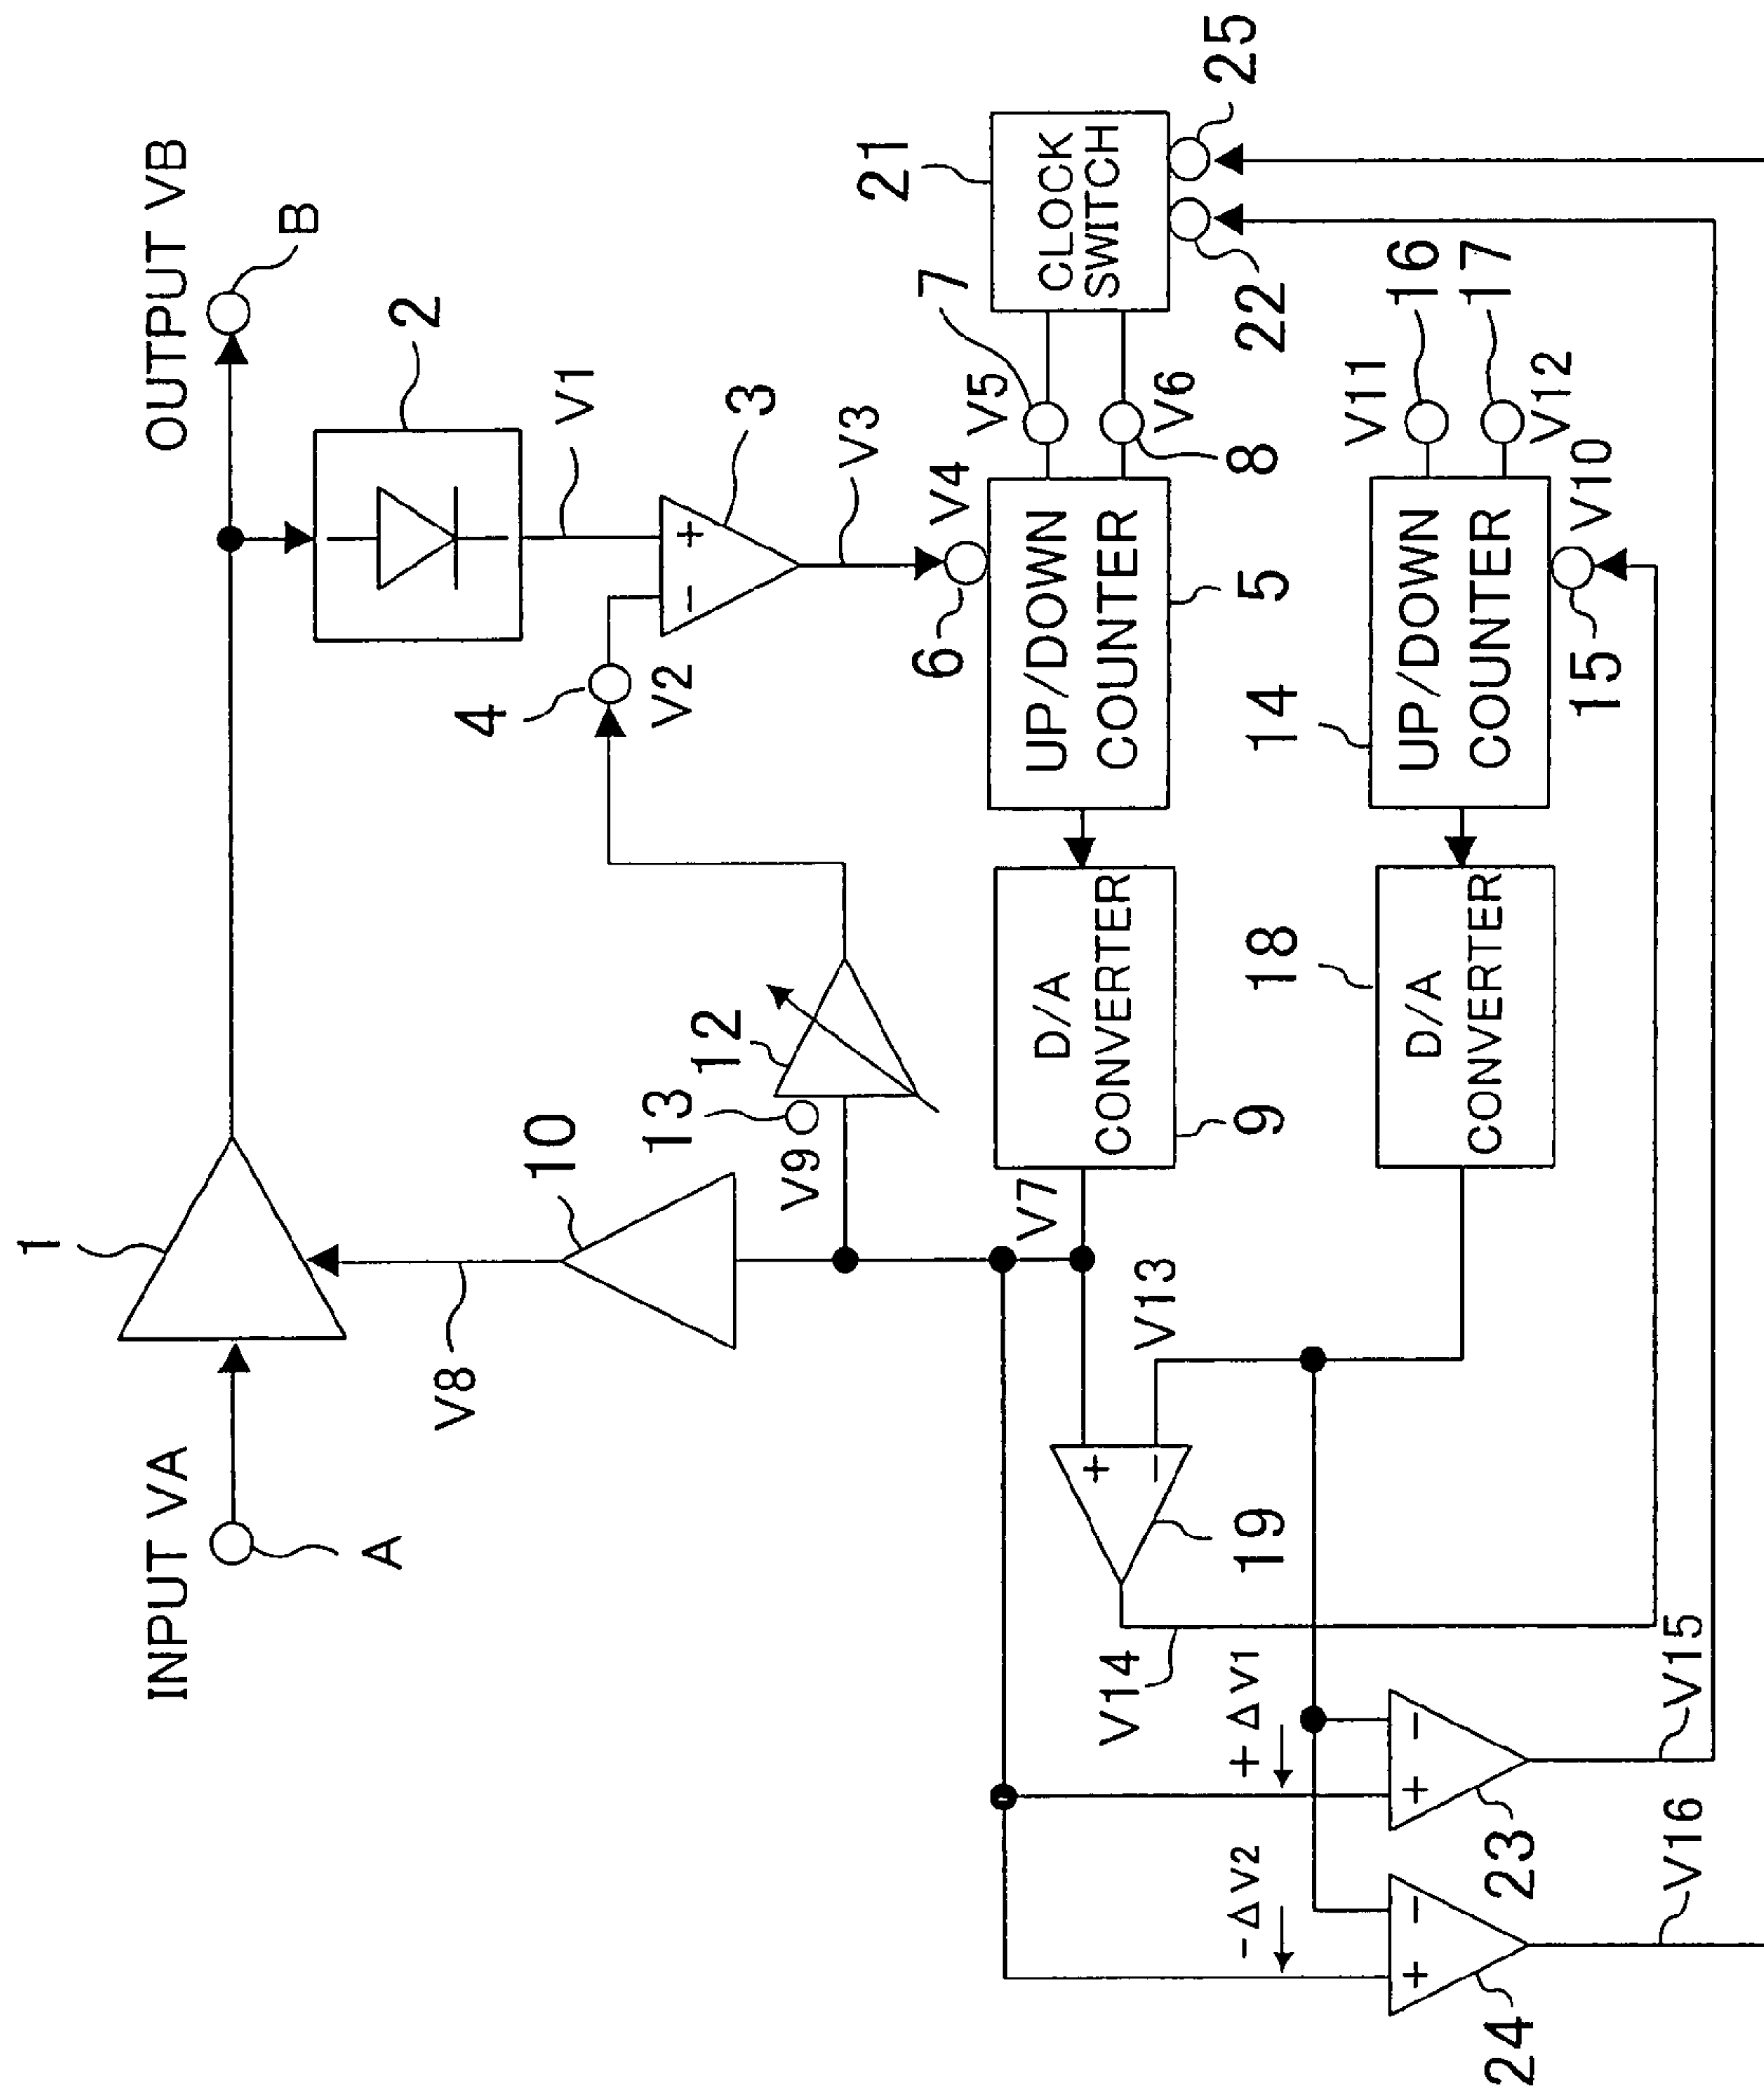 INPUT VA
A
1
OUTPUT VB
B
V8
10
2
V1
V9
13
12
4
V2
-
+
3
V3
V7
D/A
CONVERTER
9
6
V4
UP/DOWN
COUNTER
5
V5
7
V6
8
CLOCK
SWITCH
21
22
25
V13
+
-
19
V14
D/A
CONVERTER
18
UP/DOWN
COUNTER
14
V11
16
V12
17
V10
15
-ΔV2
+ΔV1
+
-
24
V16
+
-
23
V15